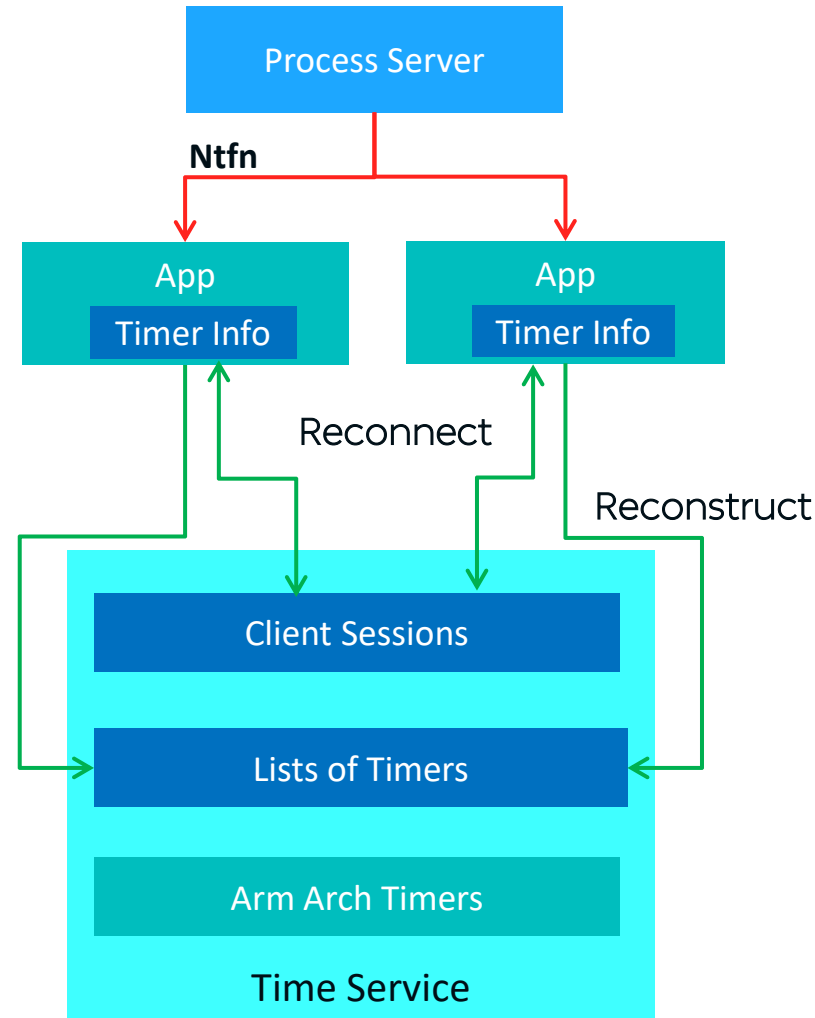 Process Server
Ntfn
App
App
Timer Info
Timer Info
Reconnect
Reconstruct
Client Sessions
Lists of Timers
Arm Arch Timers
Time Service